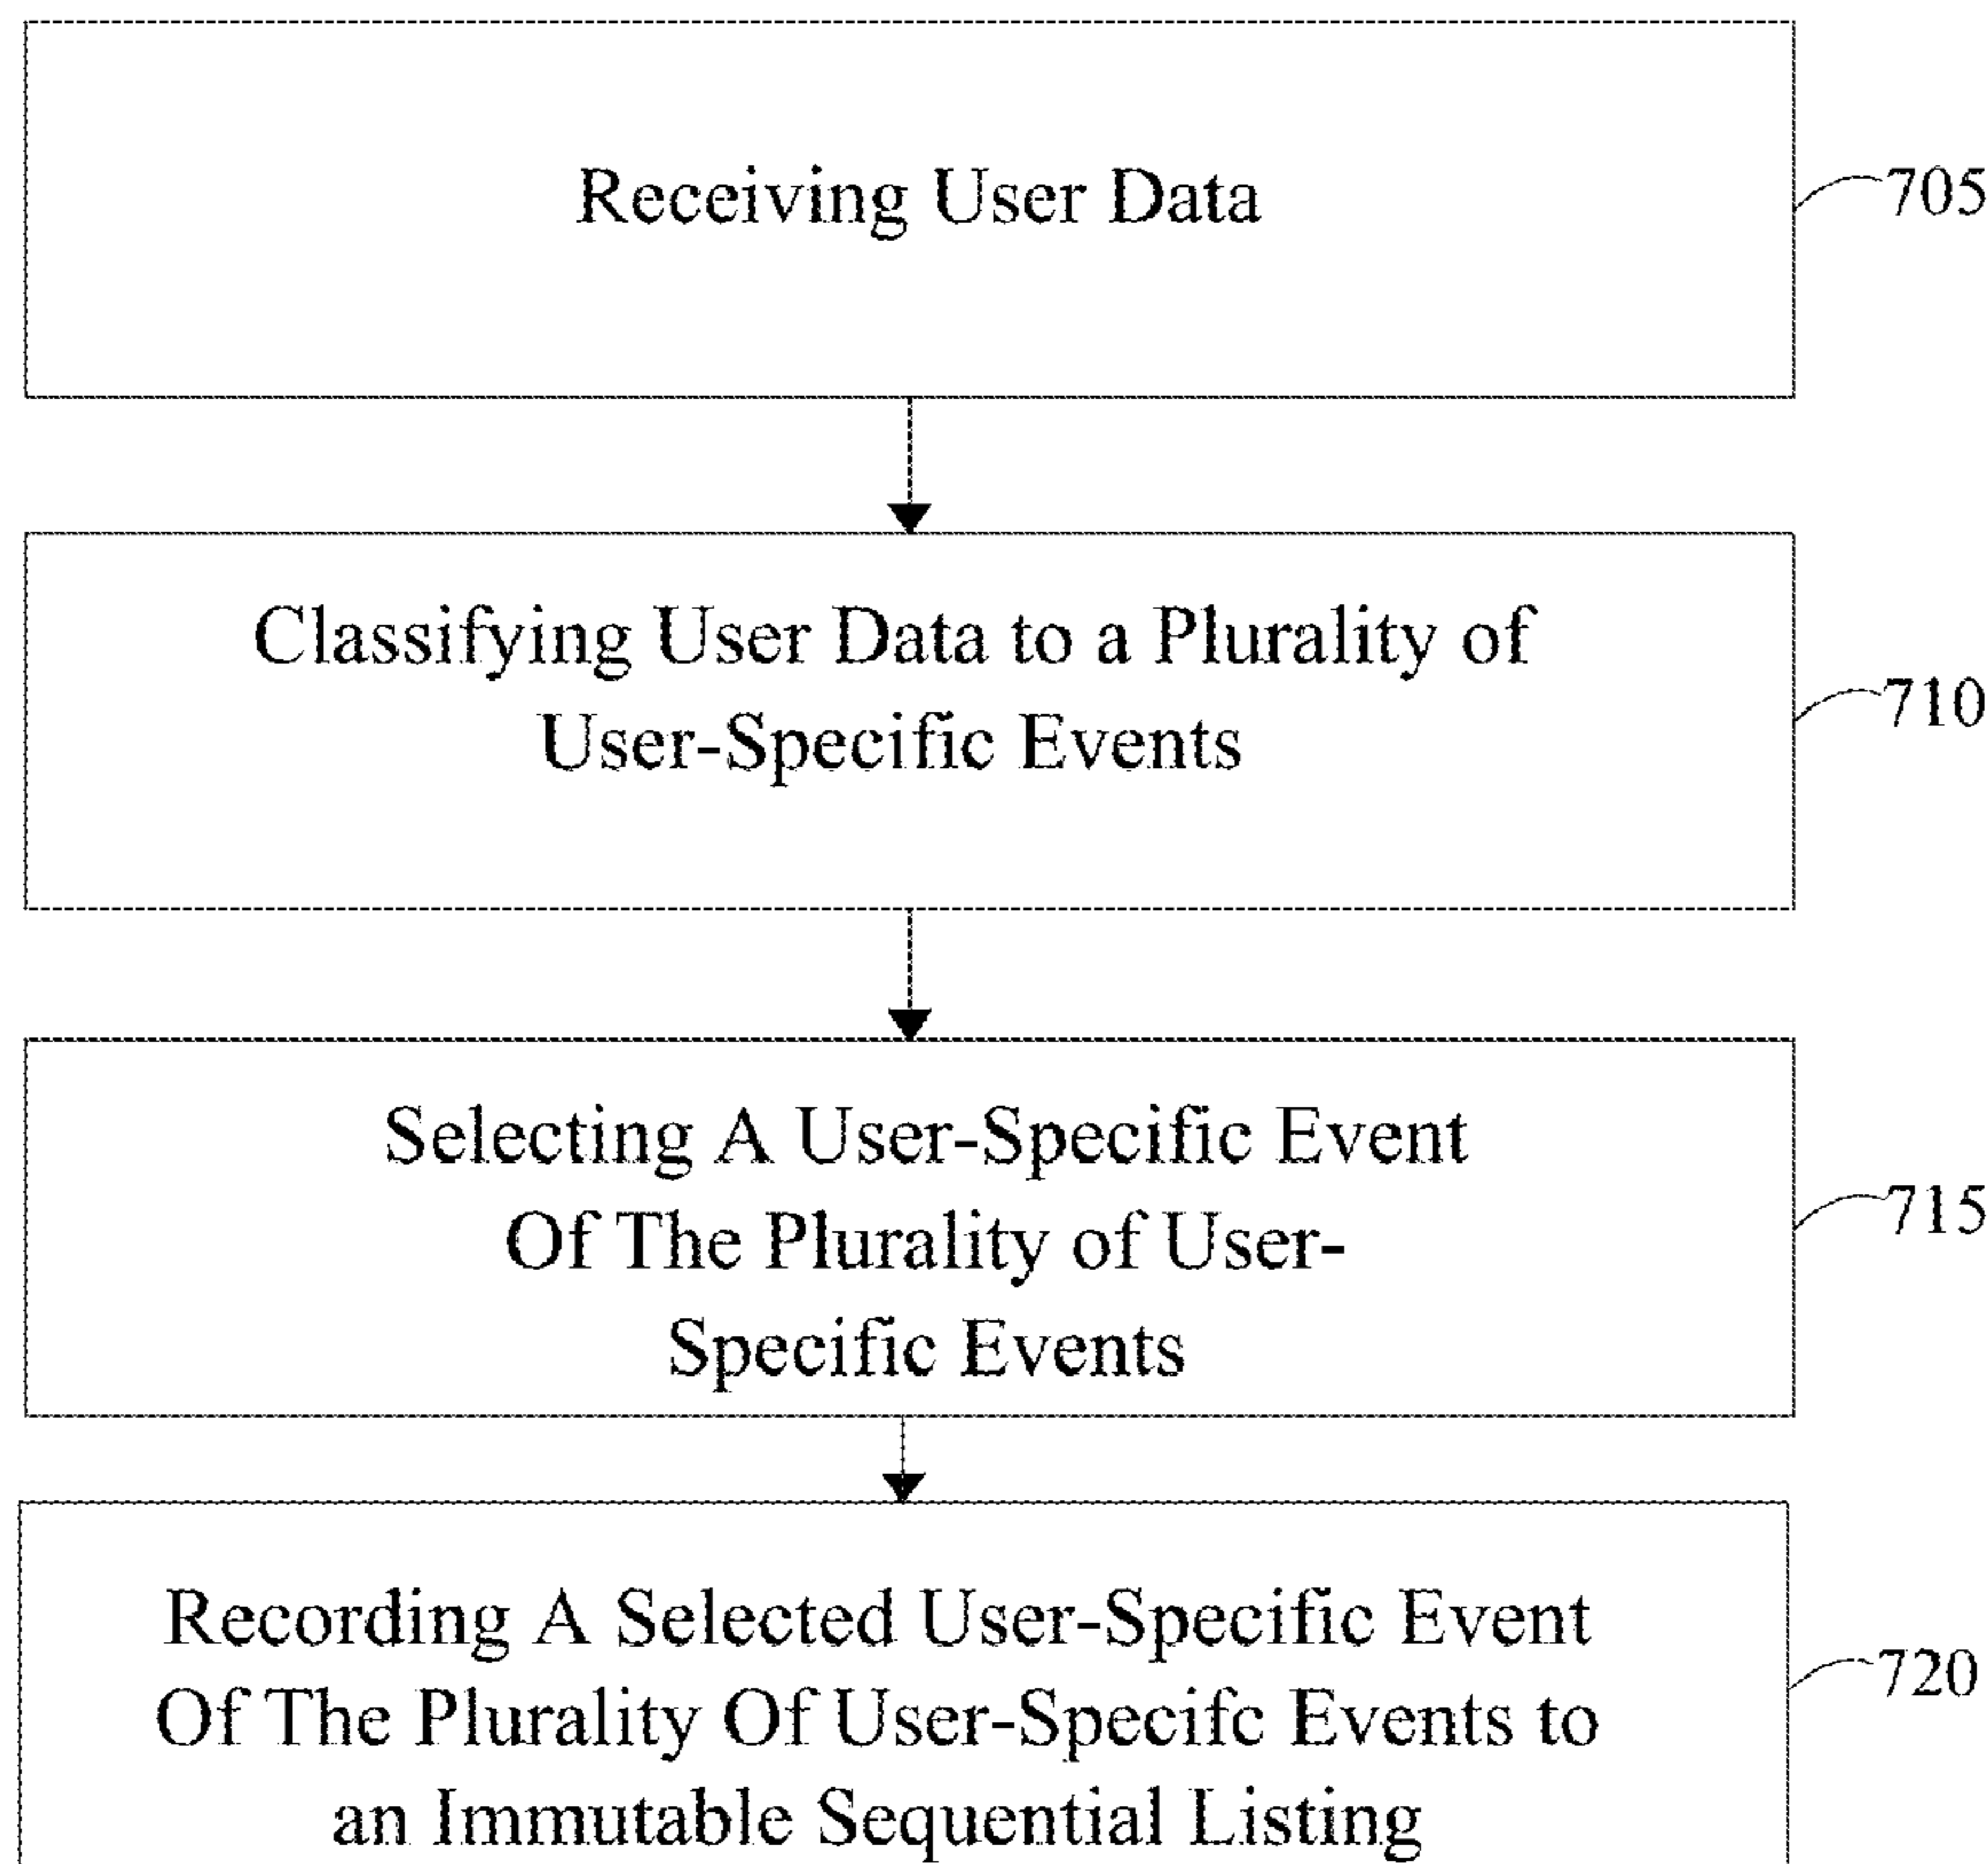 Receiving User Data
705
Classifying User Data to a Plurality of
User-Specific Events
710
Selecting A User-Specific Event
Of The Plurality of User-
Specific Events
715
Recording A Selected User-Specific Event
Of The Plurality Of User-Specifc Events to
an Immutable Sequential Listing
720